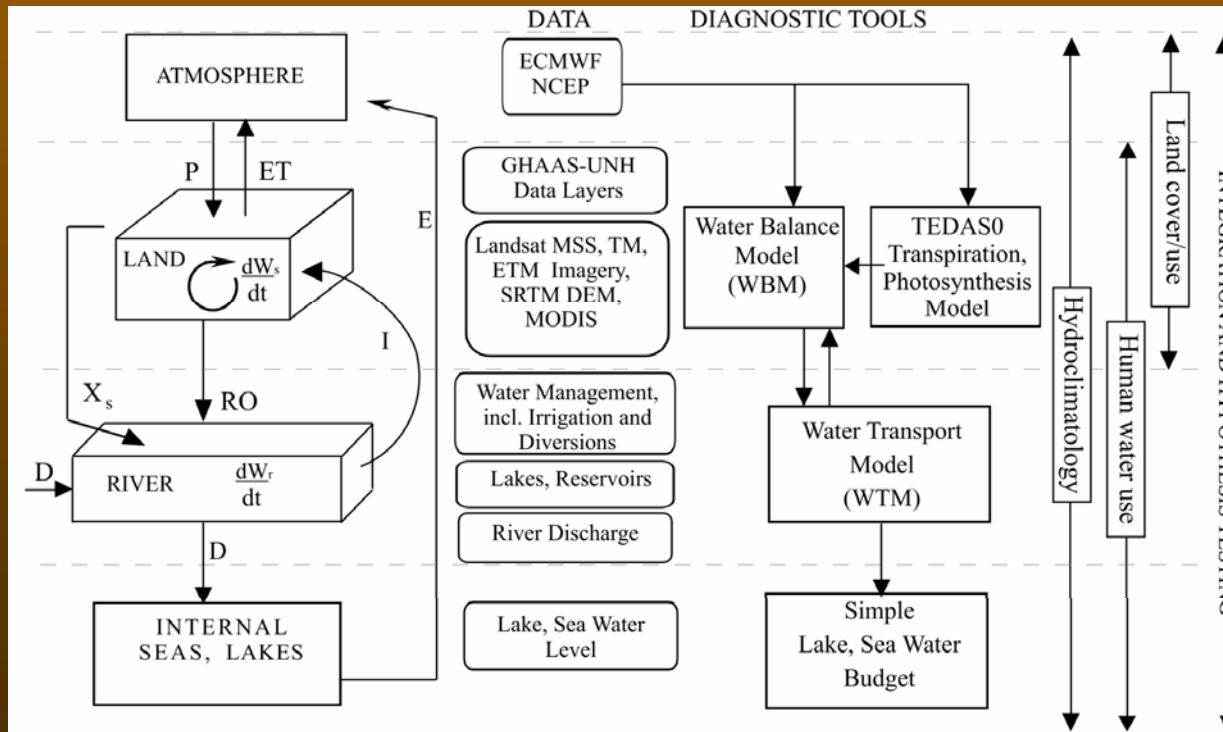 DATA
DIAGNOSTIC TOOLS
ATMOSPHERE
P
ET
E
LAND
dWs
dt
I
Xs
RO
D
RIVER
dWr
dt
D
INTERNAL
SEAS, LAKES
ECMWF
NCEP
GHAAS-UNH
Data Layers
Landsat MSS, TM,
ETM Imagery,
SRTM DEM,
MODIS
Water Management,
incl. Irrigation and
Diversions
Lakes, Reservoirs
River Discharge
Lake, Sea Water
Level
Water Balance
Model
(WBM)
TEDAS0
Transpiration,
Photosynthesis
Model
Water Transport
Model
(WTM)
Simple
Lake, Sea Water
Budget
Hydroclimatology
Human water use
Land cover/use